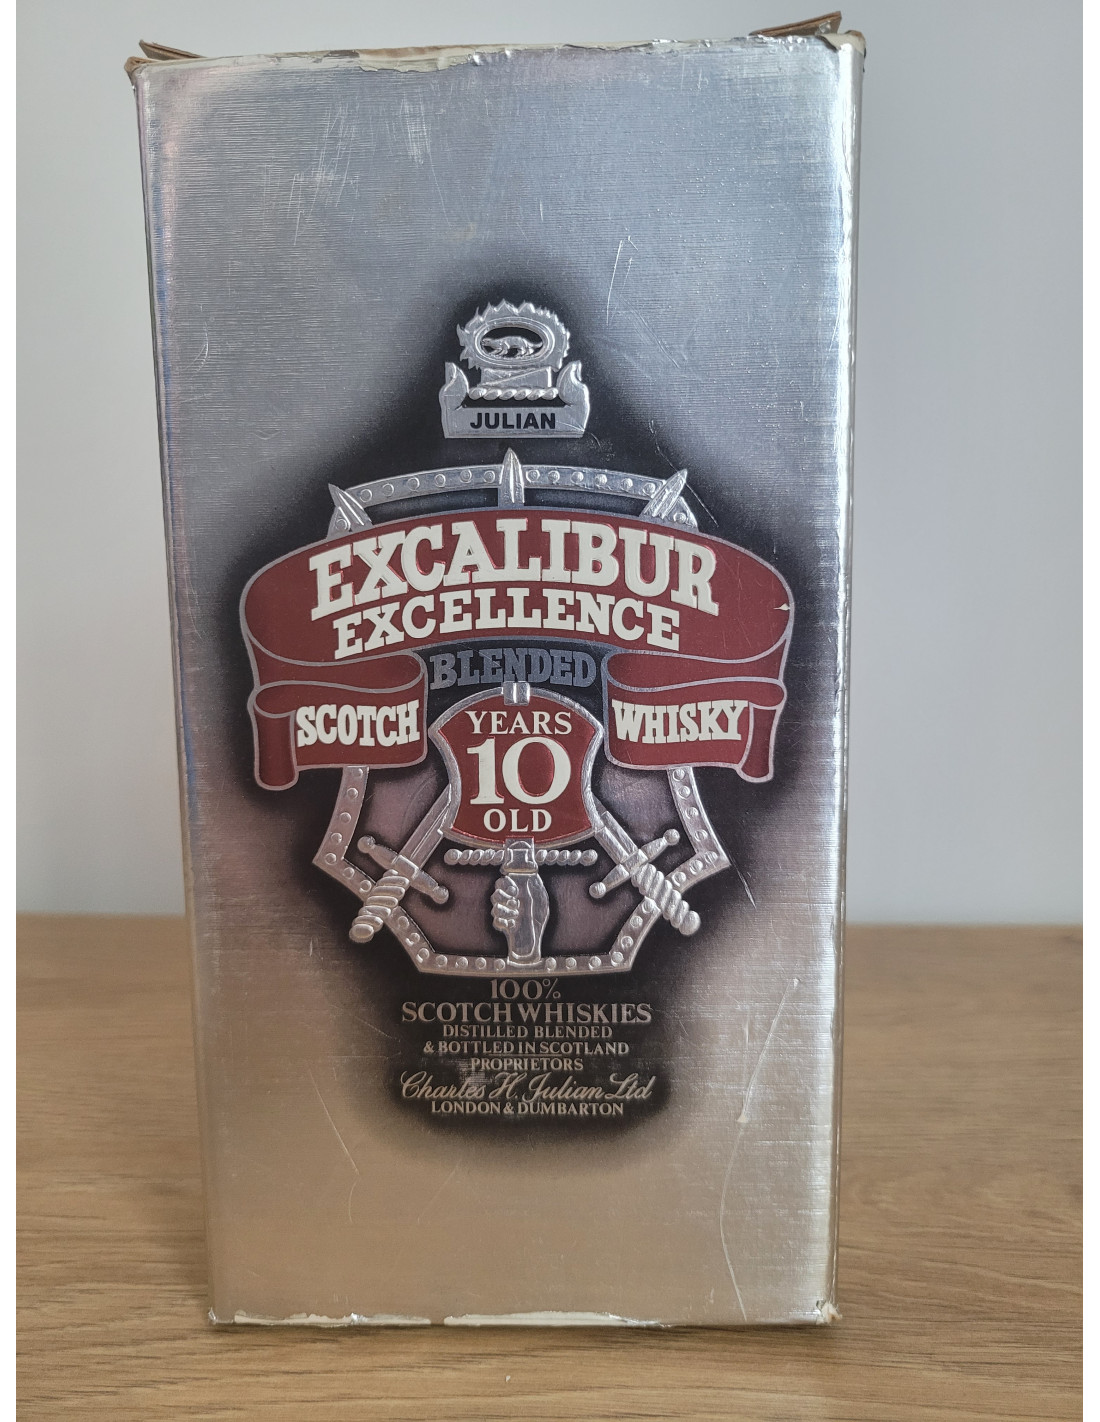 JULIAN
EXCALIBUR
EXCELLENCE
BLENDED
SCOTCH WHISKY
YEARS
10
OLD
100%
SCOTCH WHISKIES
DISTILLED BLENDED
& BOTTLED IN SCOTLAND
PROPRIETORS
Charles H. Julian Ltd
LONDON & DUMBARTON